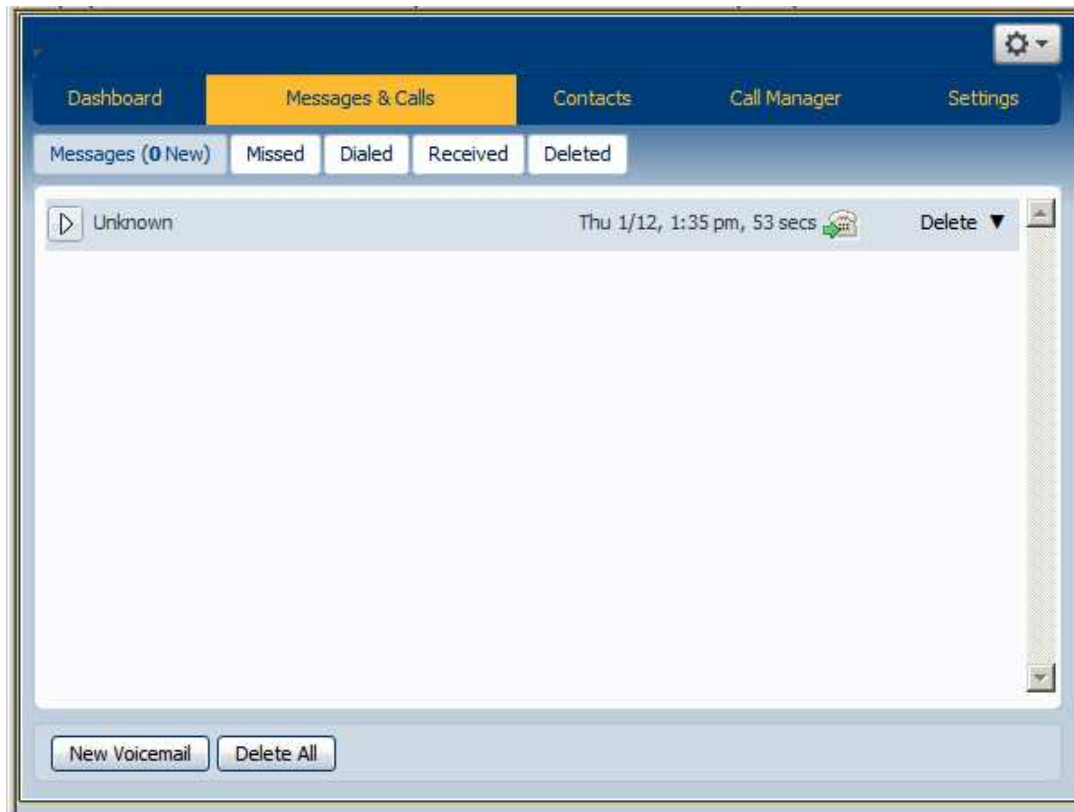 Dashboard Messages & Calls Contacts Call Manager Settings
Messages (0 New) Missed Dialed Received Deleted
Unknown Thu 1/12, 1:35 pm, 53 secs Delete ▼
New Voicemail Delete All